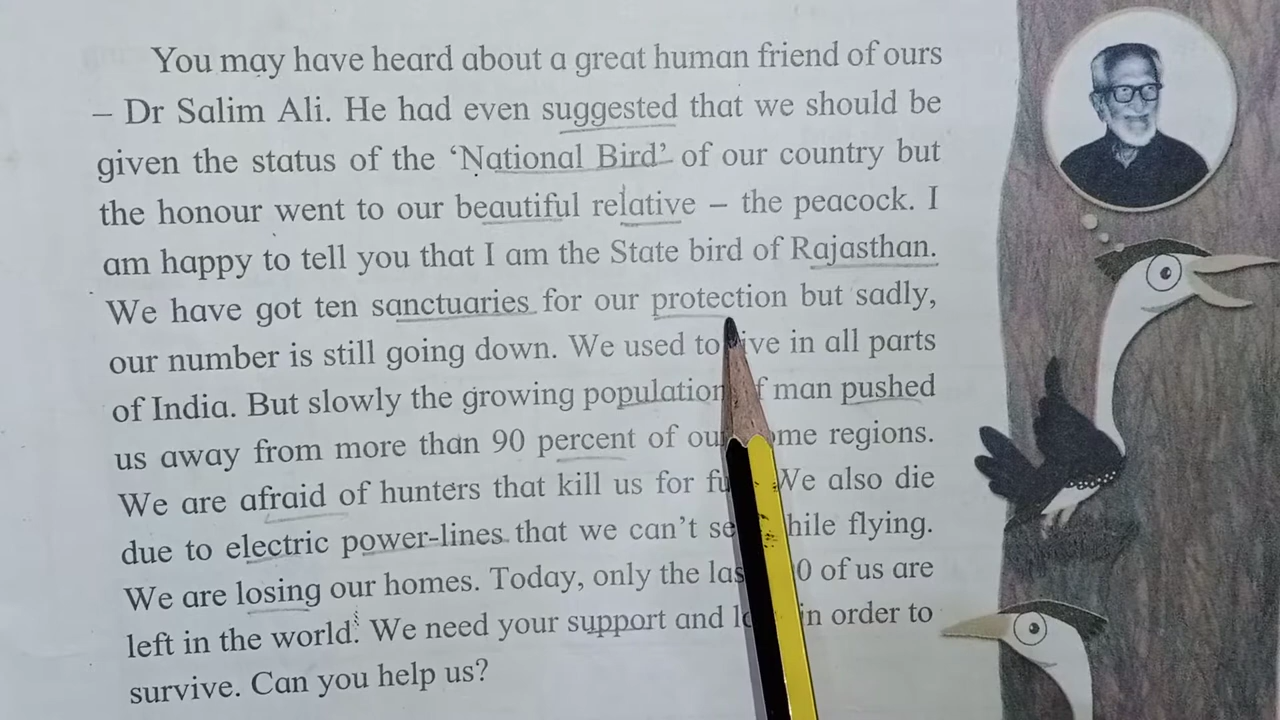 You may have heard about a great human friend of ours
– Dr Salim Ali. He had even suggested that we should be
given the status of the ‘National Bird’ of our country but
the honour went to our beautiful relative – the peacock. I
am happy to tell you that I am the State bird of Rajasthan.
We have got ten sanctuaries for our protection but sadly,
our number is still going down. We used to in all parts
of India. But slowly the growing population man pushed
us away from more than 90 percent of regions.
We are afraid of hunters that kill us for We also die
due to electric power-lines that we can’t flying.
We are losing our homes. Today, only the of us are
left in the world. We need your support and in order to
survive. Can you help us?